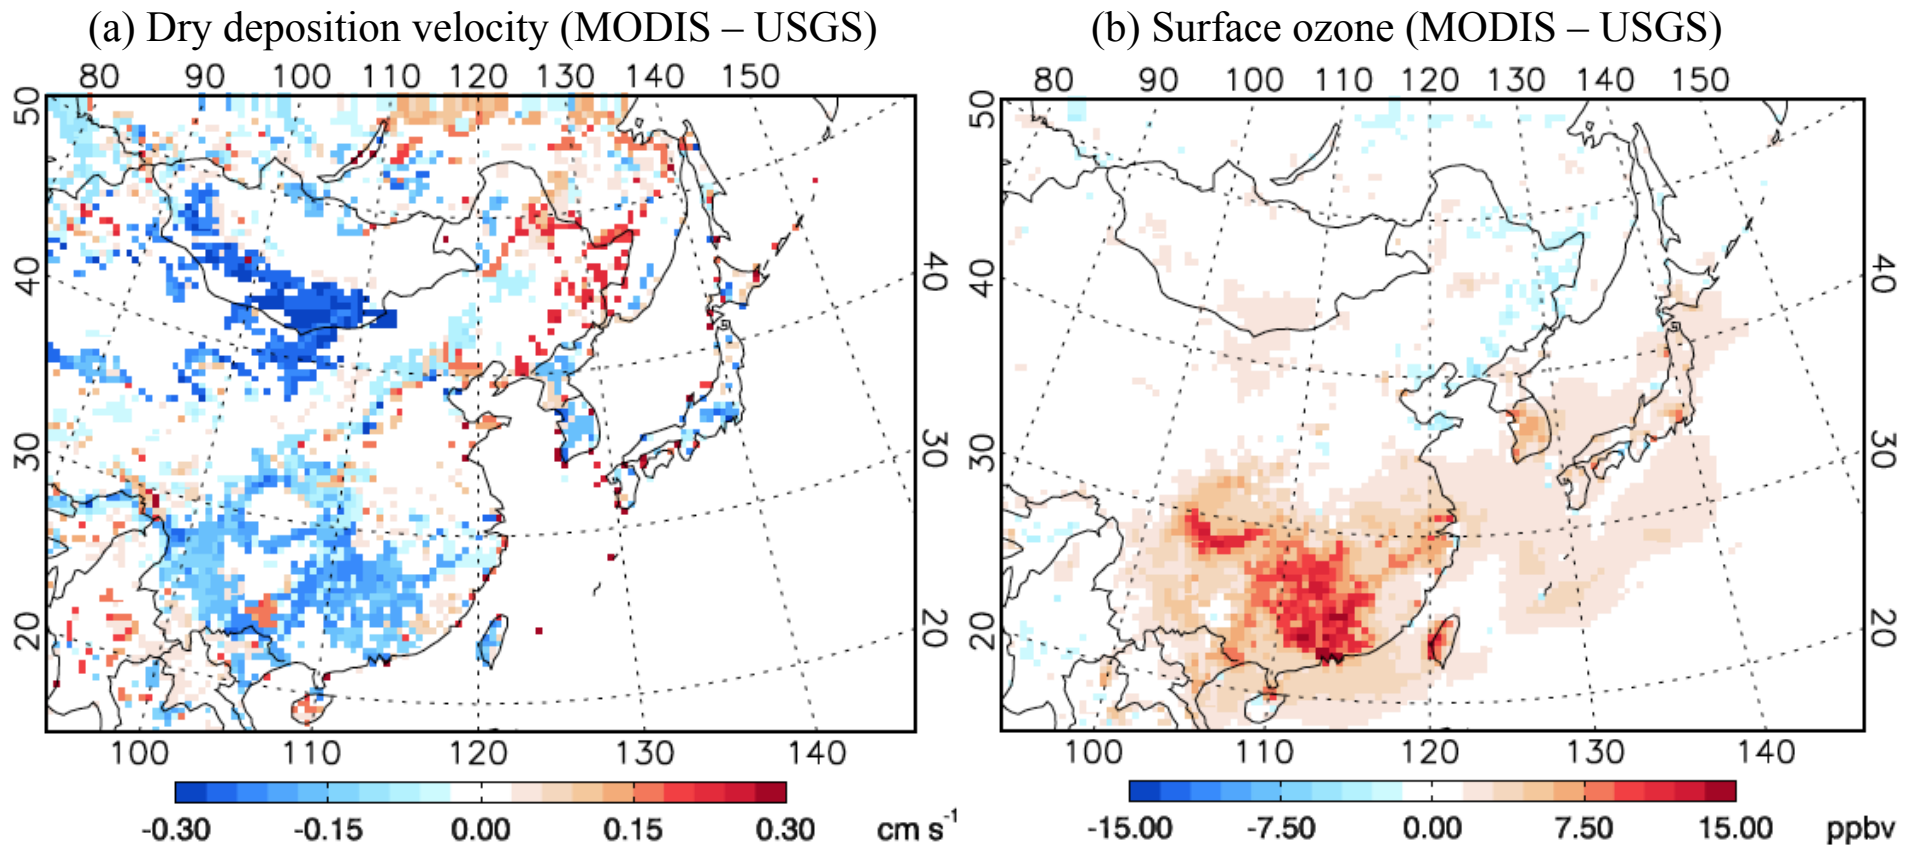 (a) Dry deposition velocity (MODIS – USGS)
80 90 100 110 120 130 140 150
50
40
30
20
40
30
20
100 110 120 130 140
-0.30 -0.15 0.00 0.15 0.30 cm s⁻¹
(b) Surface ozone (MODIS – USGS)
80 90 100 110 120 130 140 150
50
40
30
20
40
30
20
100 110 120 130 140
-15.00 -7.50 0.00 7.50 15.00 ppbv